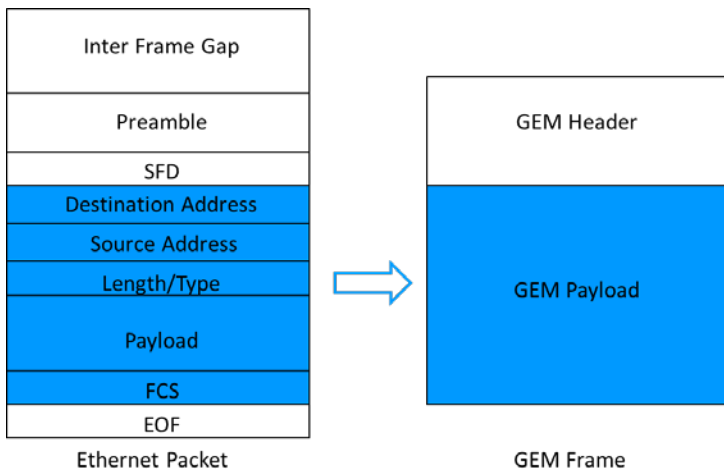 Inter Frame Gap
Preamble
SFD
Destination Address
Source Address
Length/Type
Payload
FCS
EOF
Ethernet Packet
GEM Header
GEM Payload
GEM Frame